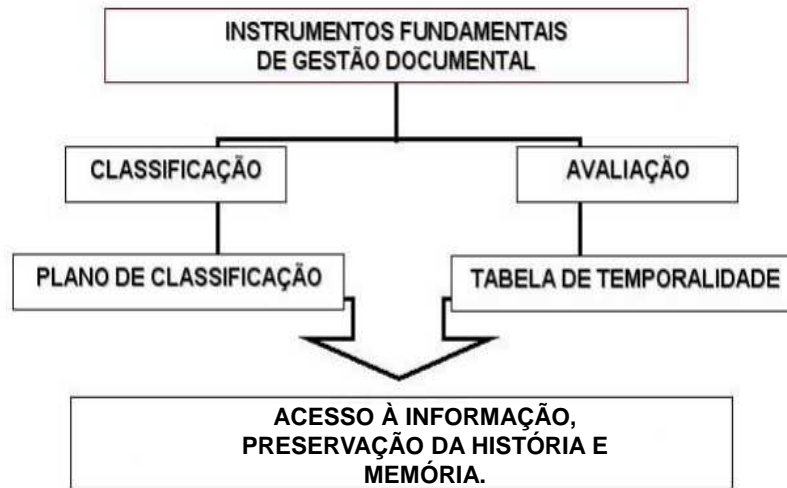 INSTRUMENTOS FUNDAMENTAIS
DE GESTÃO DOCUMENTAL
CLASSIFICAÇÃO
AVALIAÇÃO
PLANO DE CLASSIFICAÇÃO
TABELA DE TEMPORALIDADE
ACESSO À INFORMAÇÃO,
PRESERVAÇÃO DA HISTÓRIA E
MEMÓRIA.